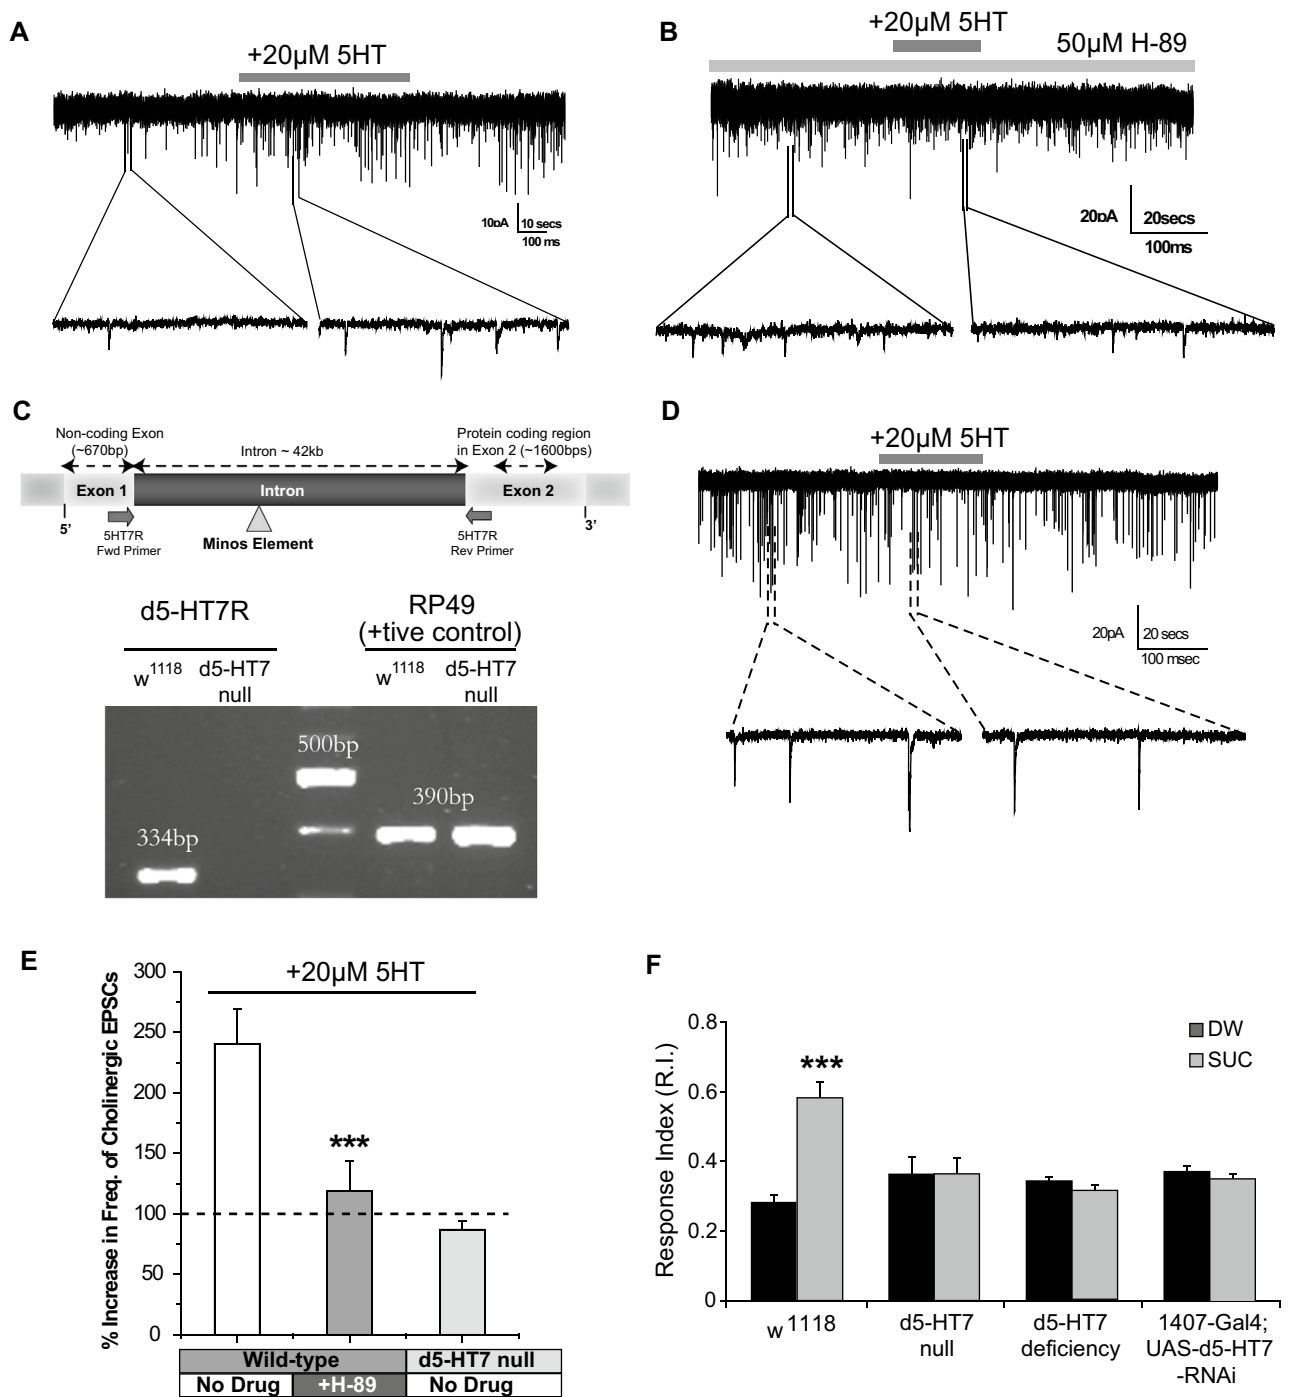 A
+20µM 5HT
10pA
10 secs
100 ms
B
+20µM 5HT
50µM H-89
20pA
20secs
100ms
C
Non-coding Exon
(~670bp)
Intron ~ 42kb
Protein coding region
in Exon 2 (~1600bps)
Exon 1
Intron
Exon 2
5’
3’
5HT7R
Fwd Primer
Minos Element
5HT7R
Rev Primer
d5-HT7R
RP49
(+tive control)
w1118
d5-HT7
null
w1118
d5-HT7
null
500bp
390bp
334bp
D
+20µM 5HT
20pA
20 secs
100 msec
E
+20µM 5HT
% Increase in Freq. of Cholinergic EPSCs
300
250
200
150
100
50
0
***
Wild-type
d5-HT7 null
No Drug
+H-89
No Drug
F
Response Index (R.I.)
0.8
0.6
0.4
0.2
0
***
DW
SUC
w1118
d5-HT7
null
d5-HT7
deficiency
1407-Gal4;
UAS-d5-HT7
-RNAi